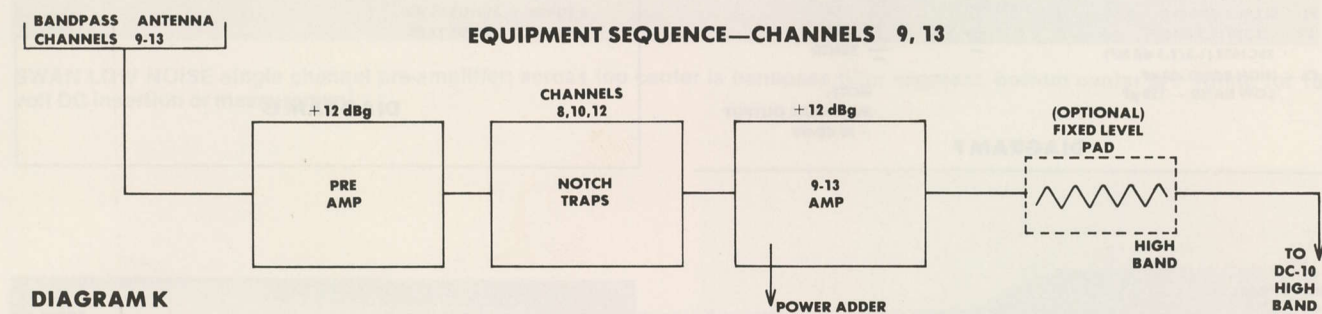 BANDPASS ANTENNA
CHANNELS 9-13
EQUIPMENT SEQUENCE—CHANNELS 9, 13
+12 dBg
PRE
AMP
CHANNELS
8,10,12
NOTCH
TRAPS
+12 dBg
9-13
AMP
POWER ADDER
(OPTIONAL)
FIXED LEVEL
PAD
HIGH
BAND
TO
DC-10
HIGH
BAND
DIAGRAM K